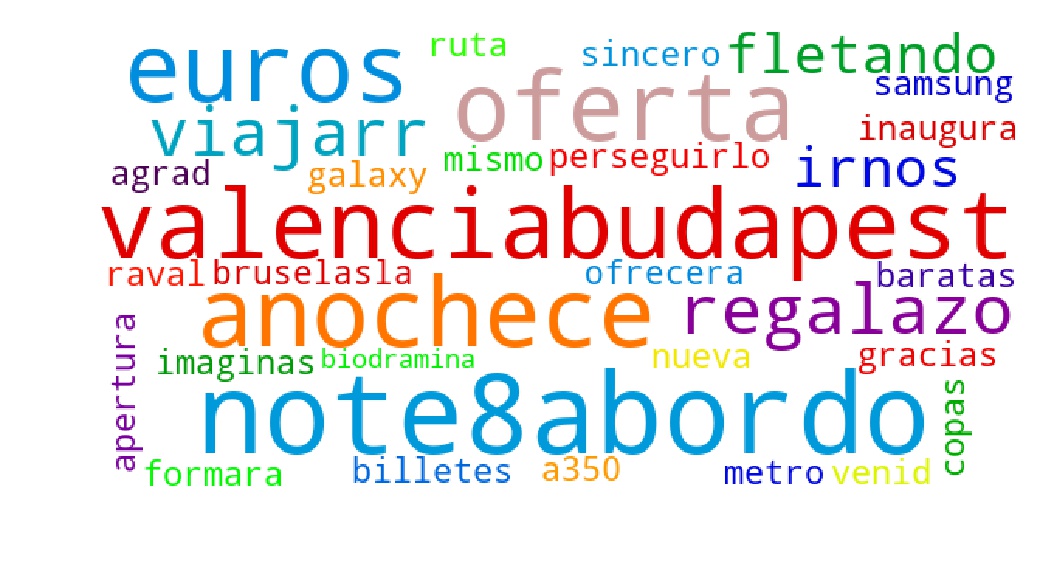 euros
ruta
sincero
fletando
samsung
viajarr
oferta
inaugura
agrad
galaxy
mismo
perseguirlo
irnos
valenciabudapest
raval
bruselasla
ofrecera
baratas
anochece
regalazo
apertura
imaginas
biodramina
nueva
gracias
note8abordo
copas
formara
billetes
a350
metro
venid